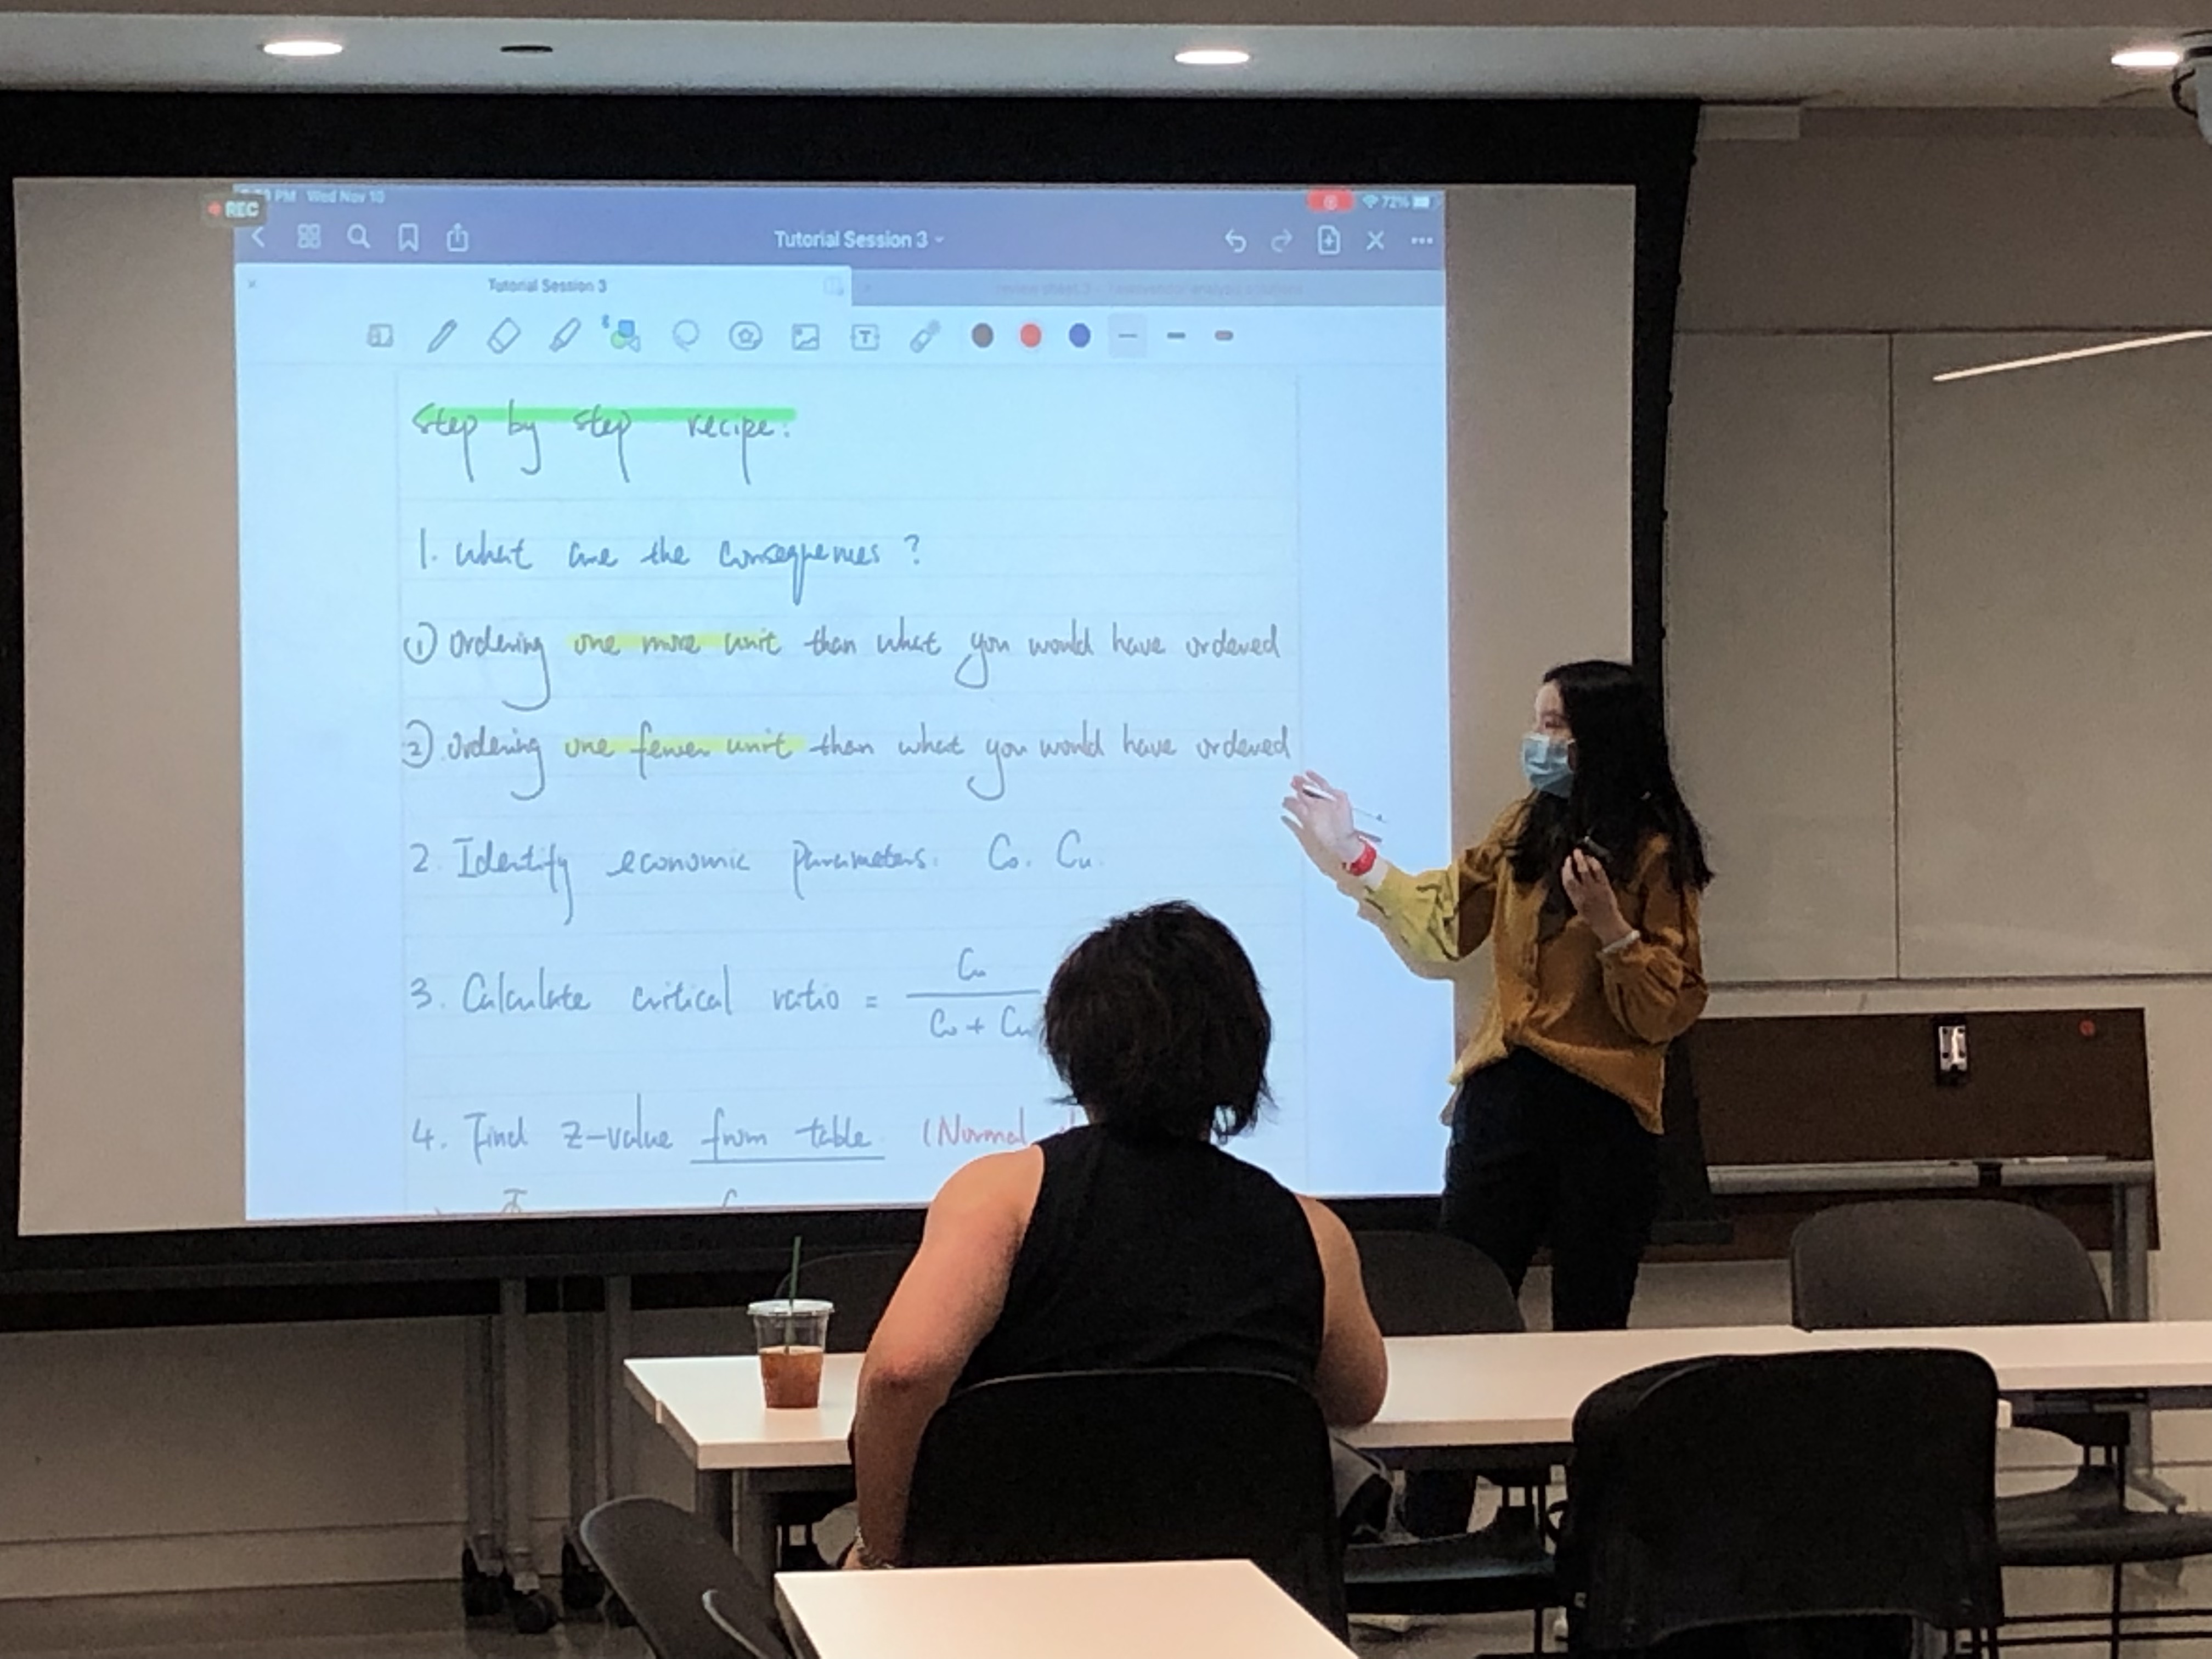 PM Wed Nov 10
REC
72%
Tutorial Session 3
Tutorial Session 3
Step by step recipe:
1. What are the consequences ?
① Ordering one more unit than what you would have ordered
② Ordering one fewer unit than what you would have ordered
2. Identify economic parameters. Co. Cu.
3. Calculate critical ratio = Cu
Co + Cu
4. Find z-value from table (Normal